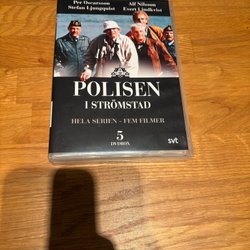 Per Oscarsson Alf Nilsson
Stefan Ljungqvist Evert Lindkvist
POLISEN
I STRÖMSTAD
HELA SERIEN - FEM FILMER
5
DVDBOX
svt